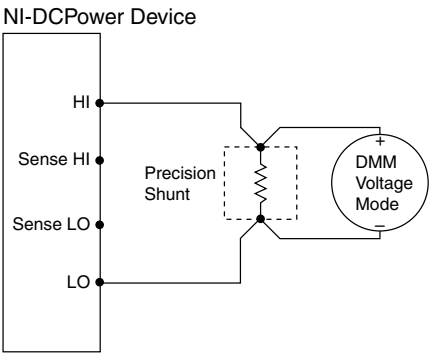 NI-DCPower Device
HI
Sense HI
Precision
Shunt
DMM
Voltage
Mode
Sense LO
LO
+
–